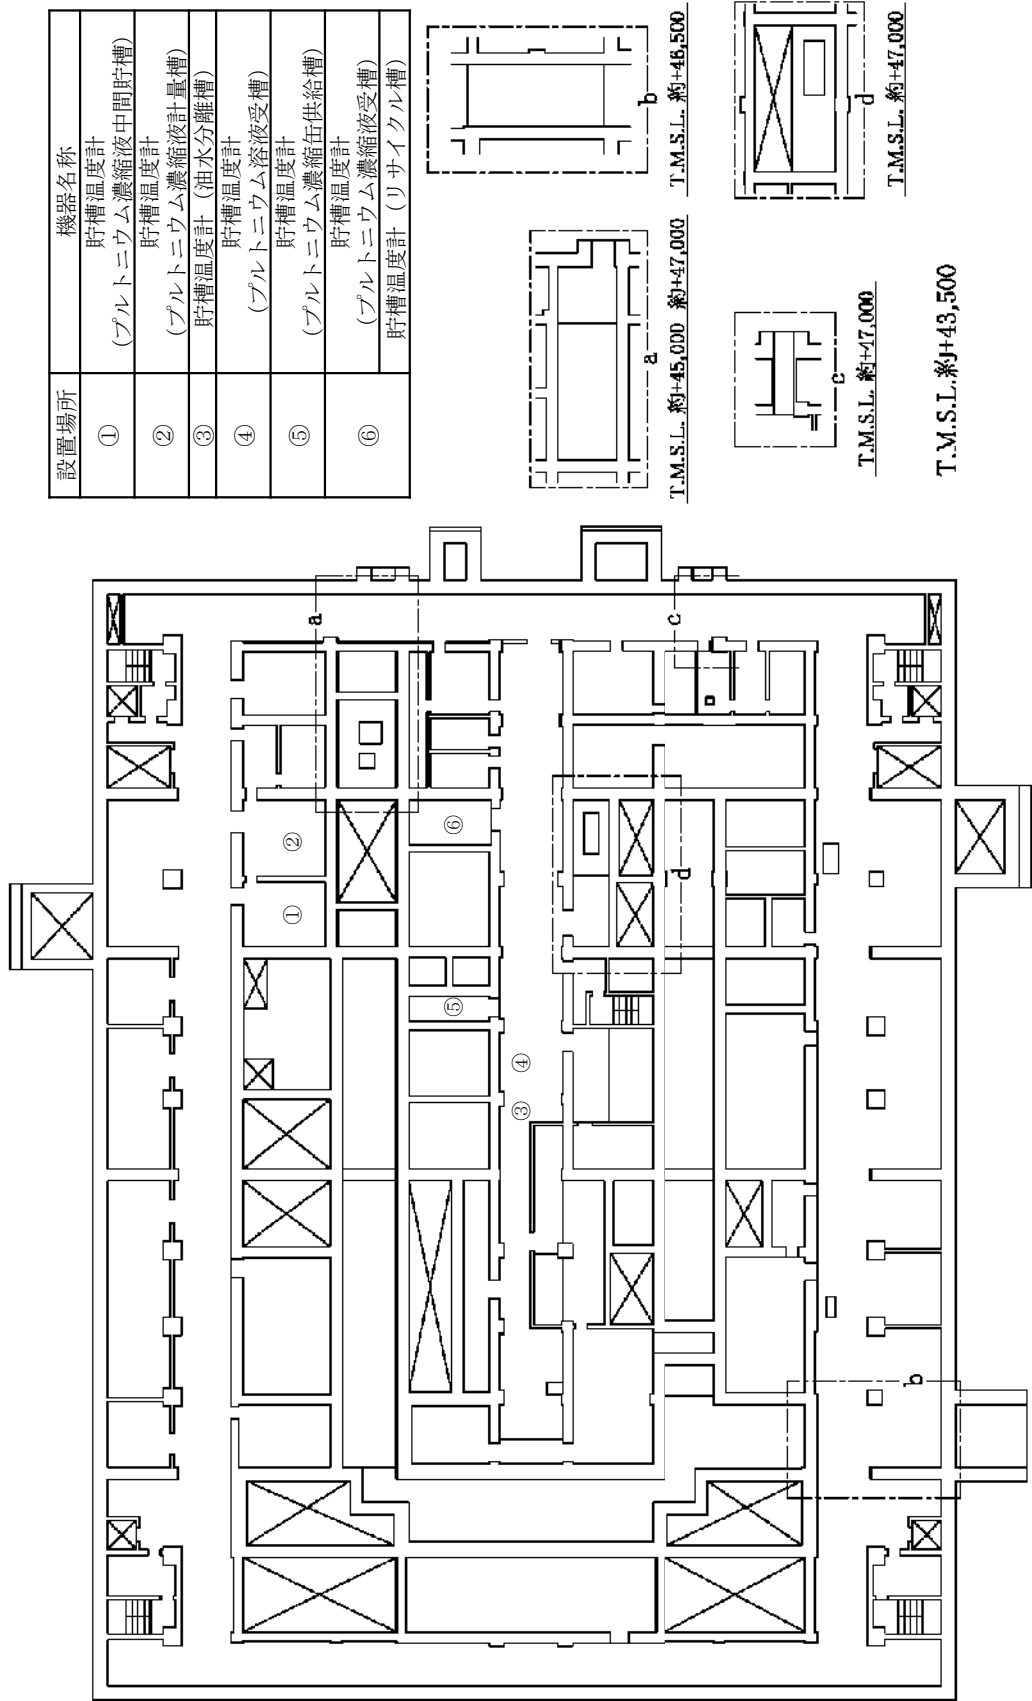 設置場所 機器名称
① 貯槽温度計
(プルトニウム濃縮液中間貯槽)
② 貯槽温度計
(プルトニウム濃縮液計量槽)
③ 貯槽温度計（油水分離槽）
④ 貯槽温度計
(プルトニウム溶液受槽)
⑤ 貯槽温度計
(プルトニウム濃縮缶供給槽)
⑥ 貯槽温度計
(プルトニウム濃縮液受槽)
貯槽温度計（リサイクル槽）
a
T.M.S.L. 約+45,000 約+47,000
b
T.M.S.L. 約+46,500
c
T.M.S.L. 約+47,000
d
T.M.S.L. 約+47,000
T.M.S.L.約+43,500
a
c
②
①
⑥
d
⑤
④
③
b